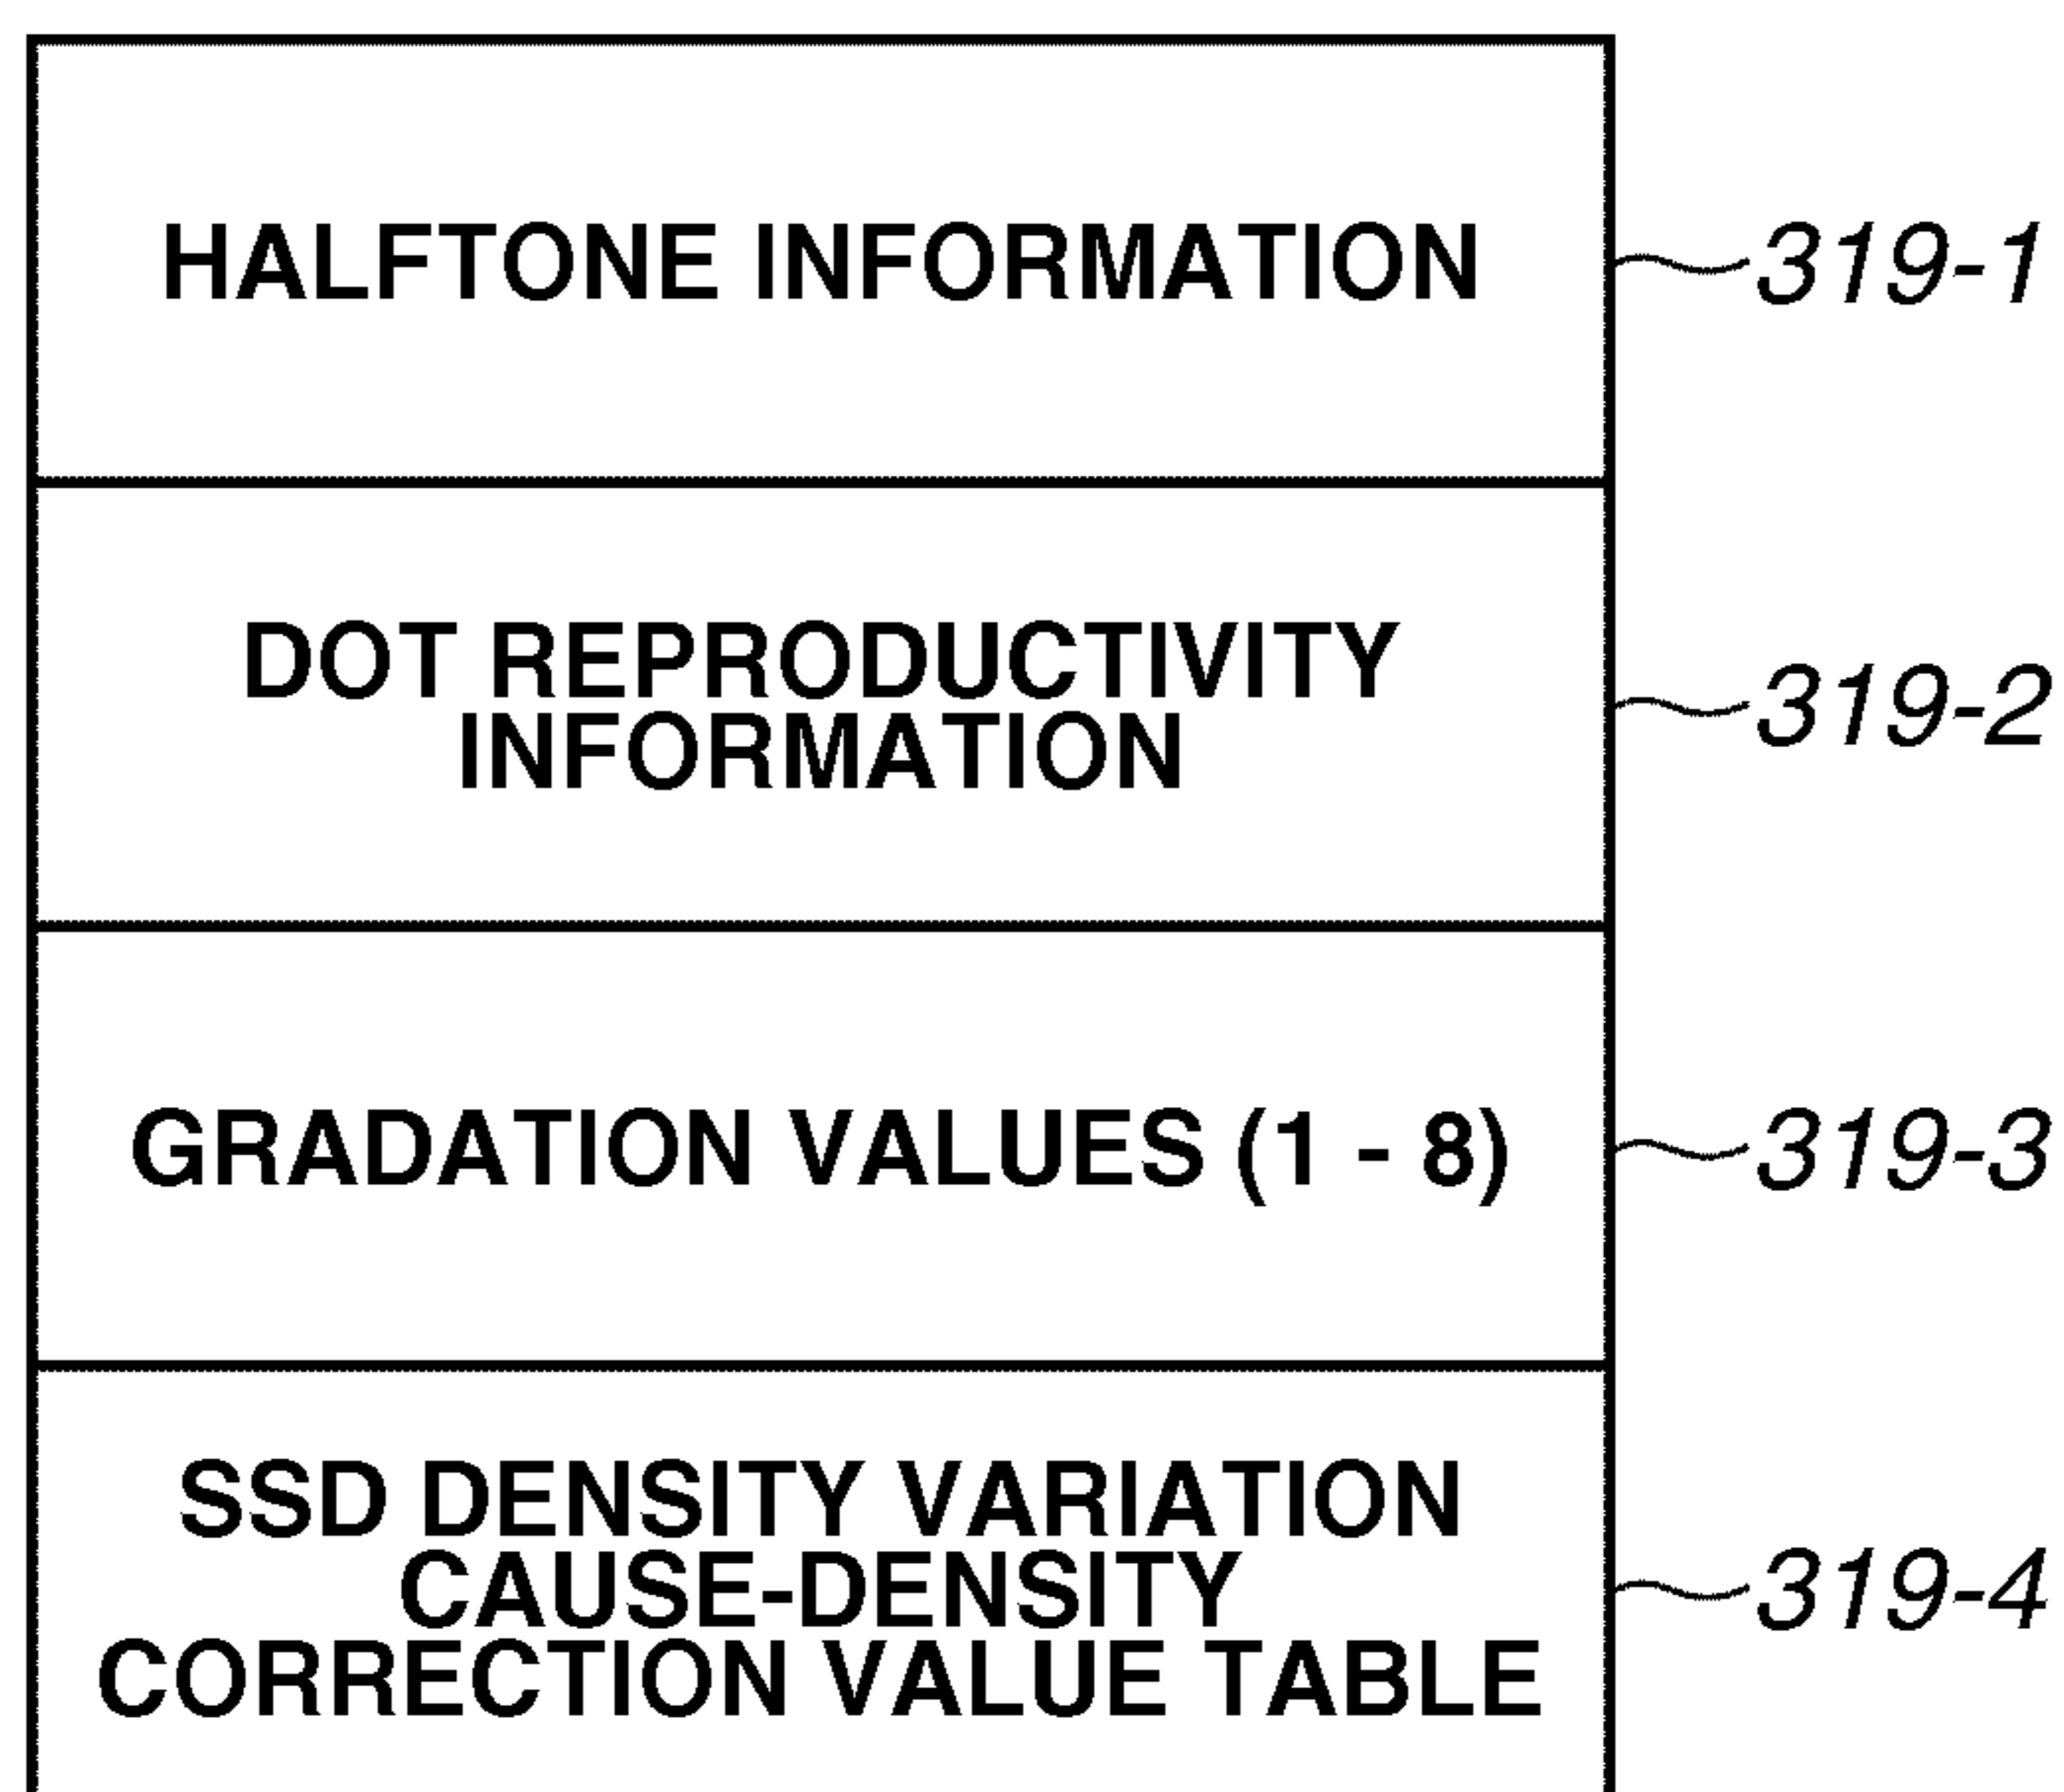 HALFTONE INFORMATION
319-1
DOT REPRODUCTIVITY
INFORMATION
319-2
GRADATION VALUES (1 - 8)
319-3
SSD DENSITY VARIATION
CAUSE-DENSITY
CORRECTION VALUE TABLE
319-4